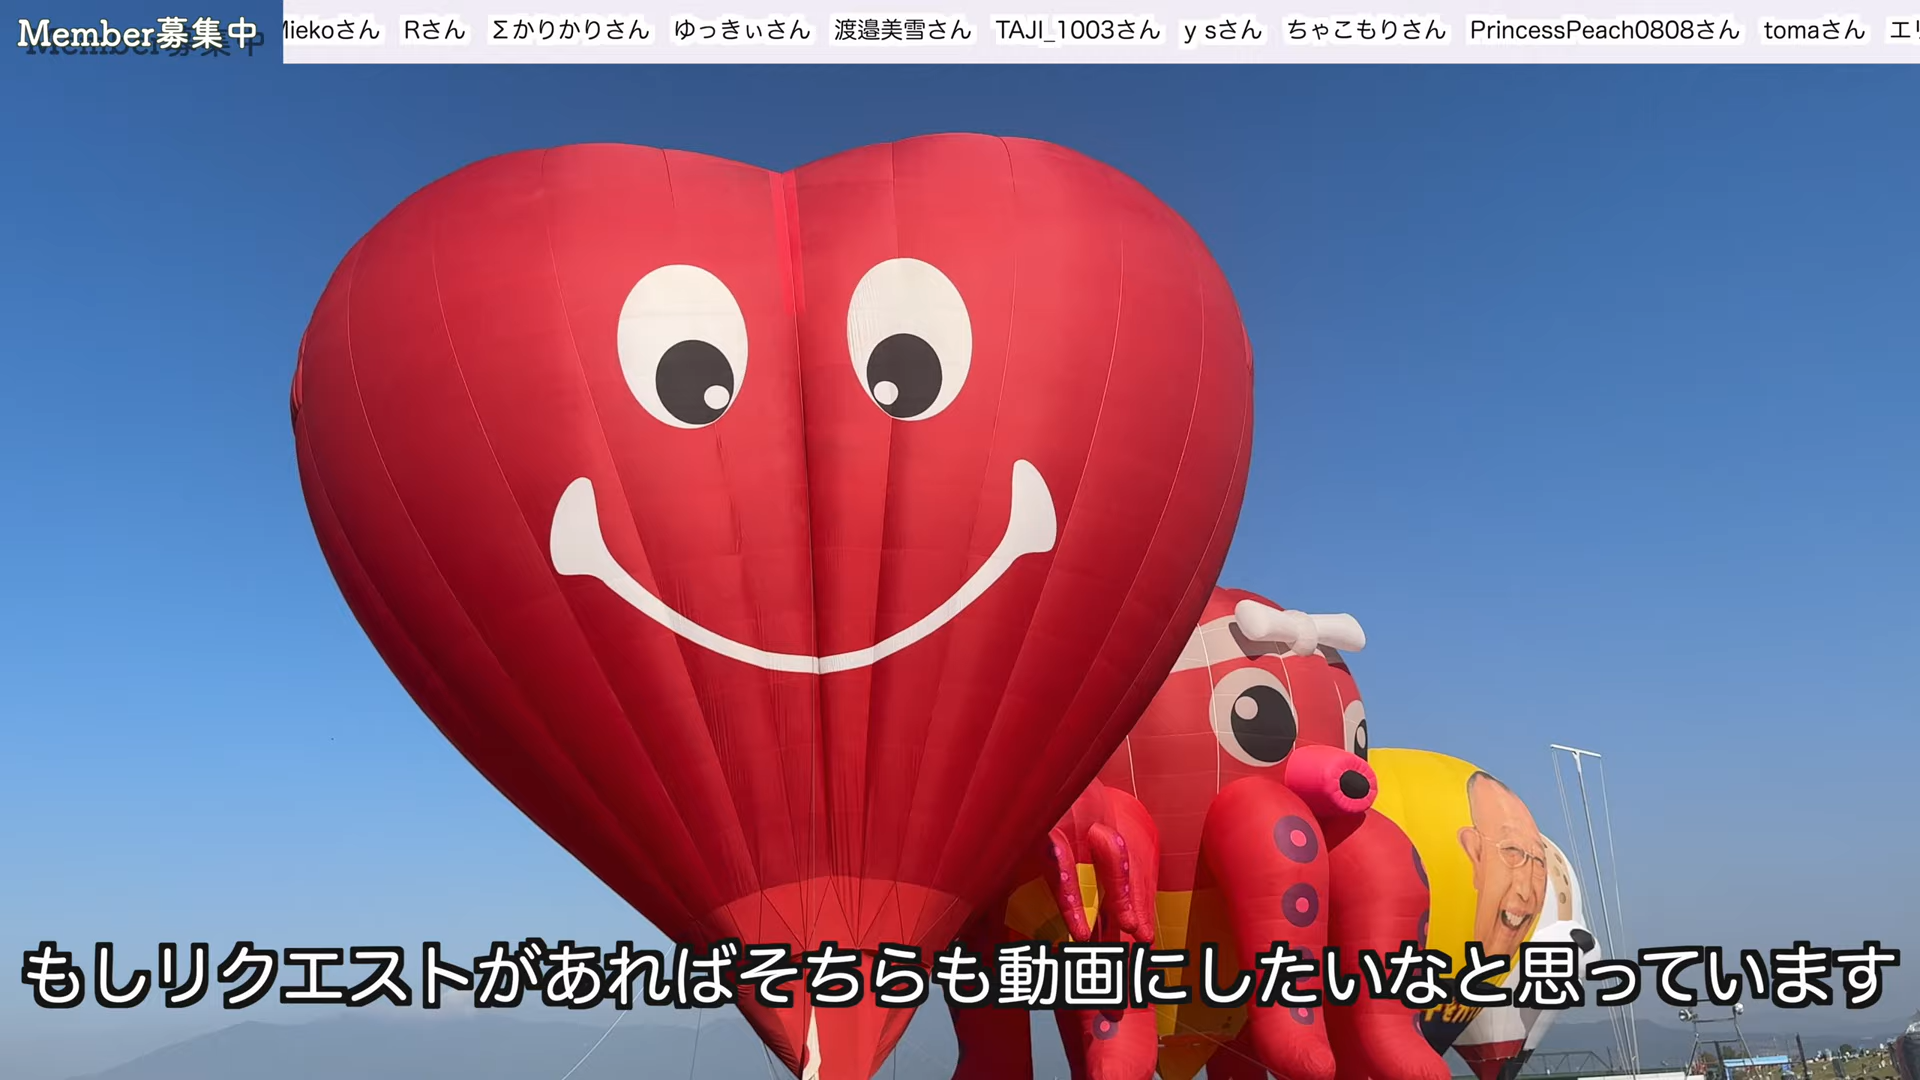 Member募集中
Miekoさん Rさん Σかりかりさん ゆっきぃさん 渡邉美雪さん TAJI_1003さん y sさん ちゃこもりさん PrincessPeach0808さん tomaさん
もしリクエストがあればそちらも動画にしたいなと思っています